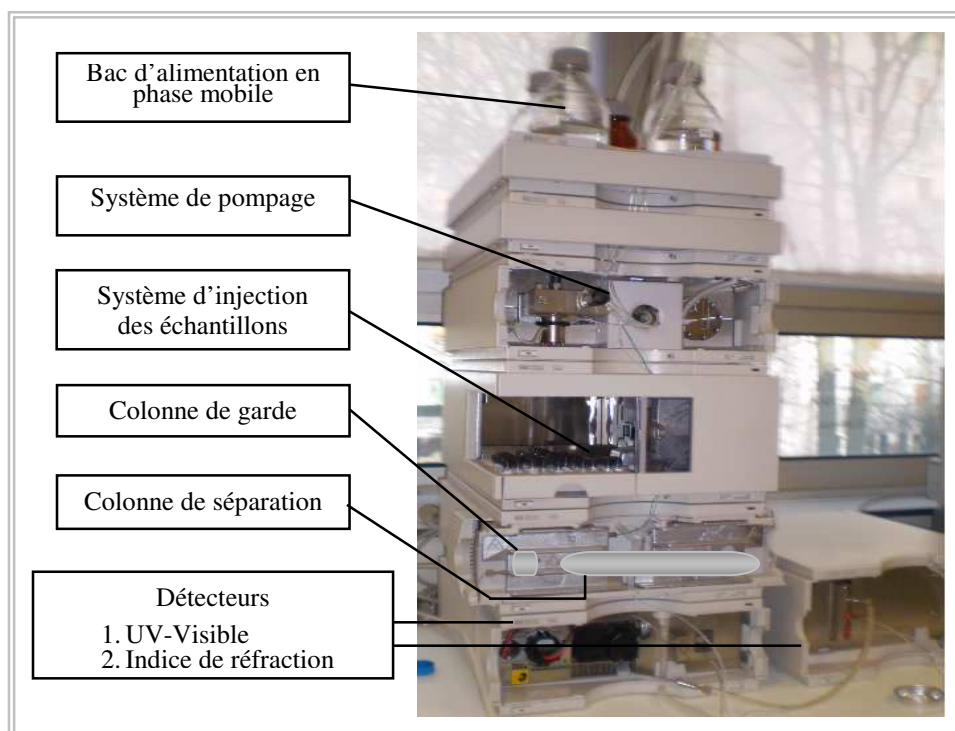 Bac d'alimentation en
phase mobile
Système de pompage
Système d'injection
des échantillons
Colonne de garde
Colonne de séparation
Détecteurs
1. UV-Visible
2. Indice de réfraction